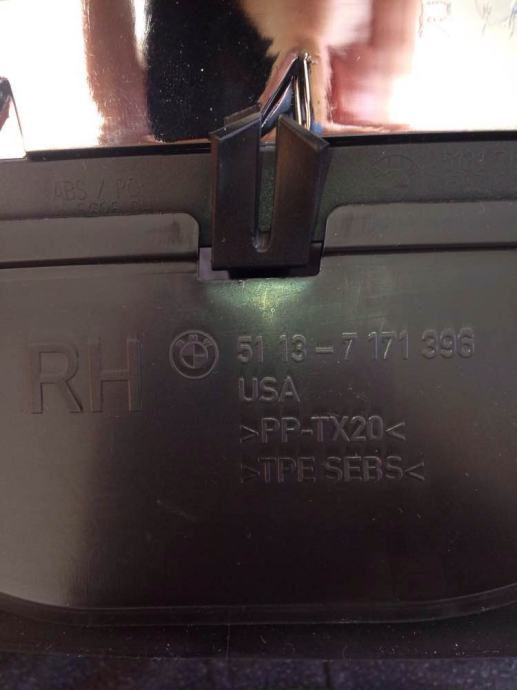 ABS / PC
RH
51 13-7 171 396
USA
>PP-TX20<
>TPE SEBS<